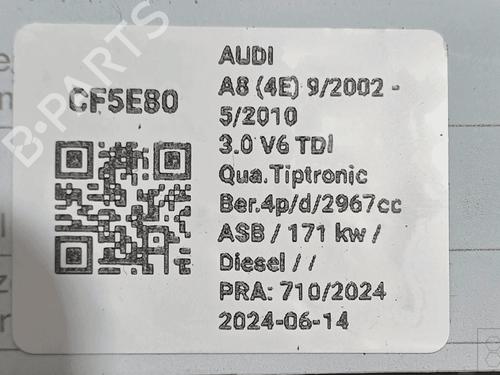 B-PARTS
CF5E80
AUDI
A8 (4E) 9/2002 -
5/2010
3.0 V6 TDI
Qua.Tiptronic
Ber.4p/d/2967cc
ASB / 171 kw /
Diesel / /
PRA: 710/2024
2024-06-14